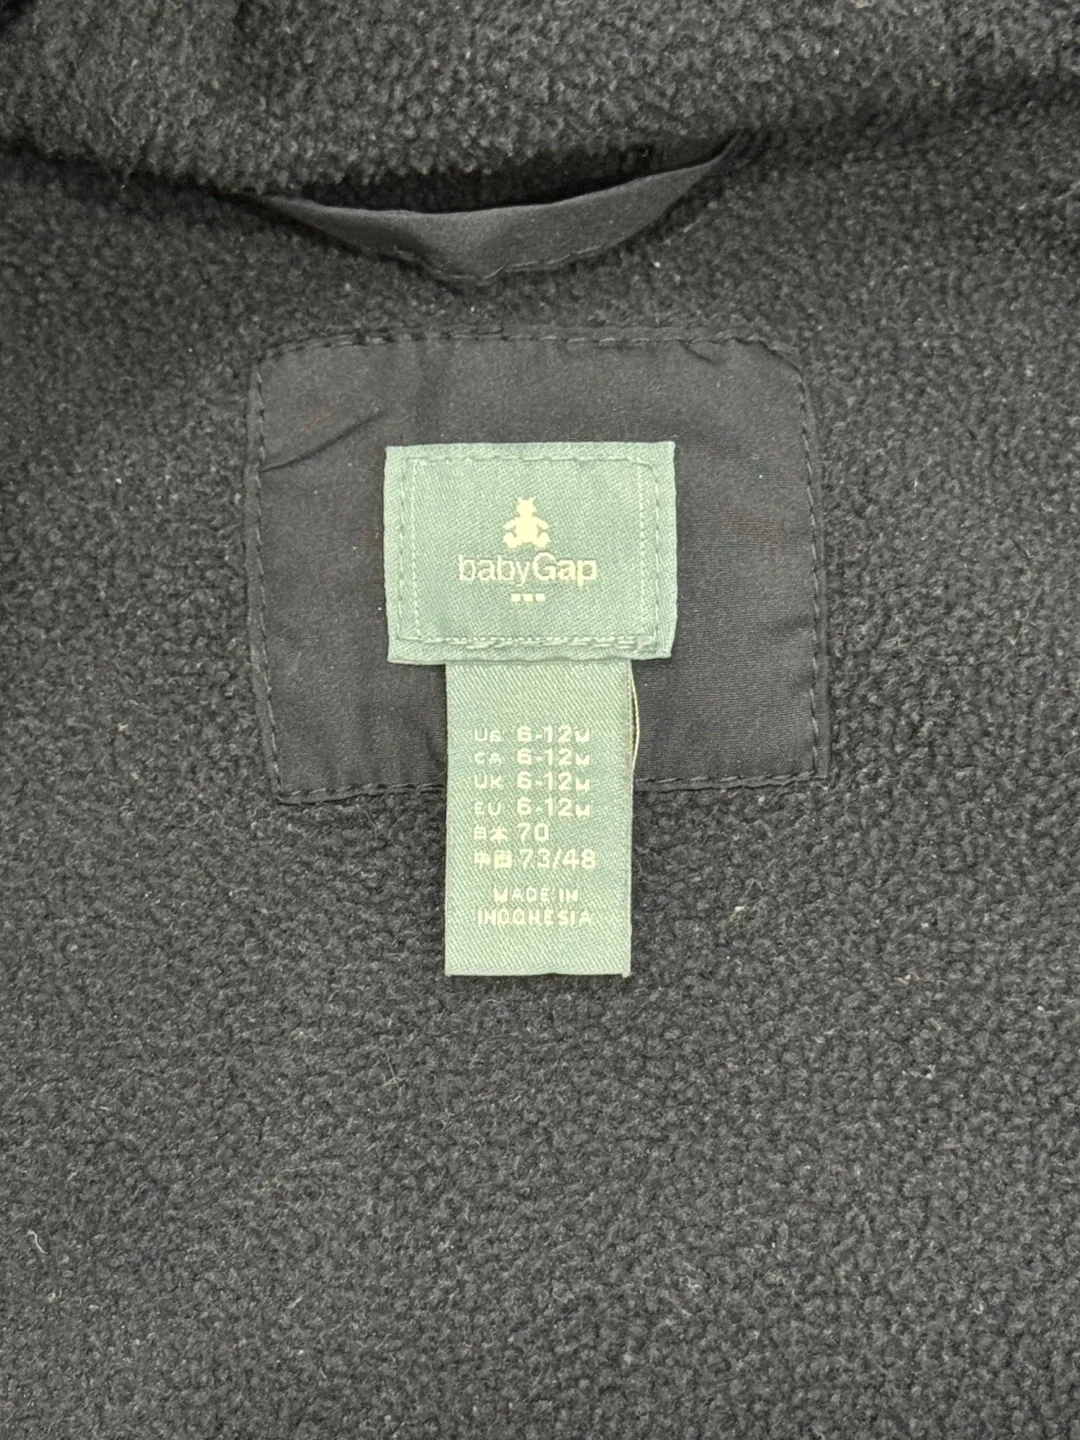 babyGap
US 6-12M
CA 6-12M
UK 6-12M
EU 6-12M
日本 70
中国 73/48
MADE IN
INDONESIA